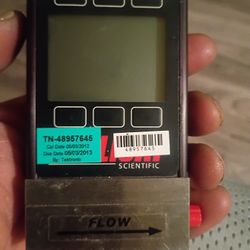 TN-48957645
Cal Date 05/03/2012
Due Date 05/03/2013
By: Tektronix
48957645
SCIENTIFIC
FLOW